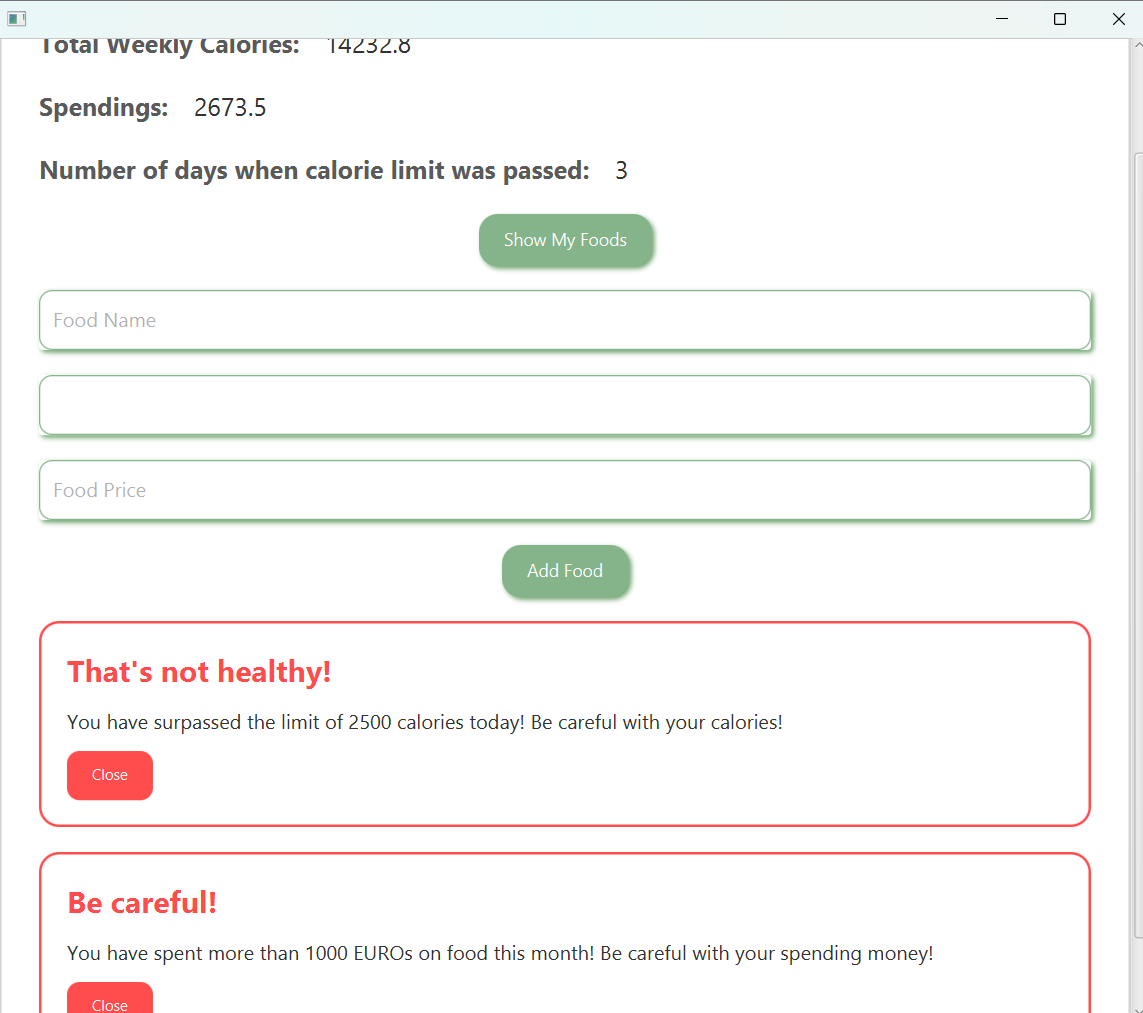 Total Weekly Calories: 14232.8
Spendings: 2673.5
Number of days when calorie limit was passed: 3
Show My Foods
Food Name
Food Price
Add Food
That's not healthy!
You have surpassed the limit of 2500 calories today! Be careful with your calories!
Close
Be careful!
You have spent more than 1000 EUROs on food this month! Be careful with your spending money!
Close